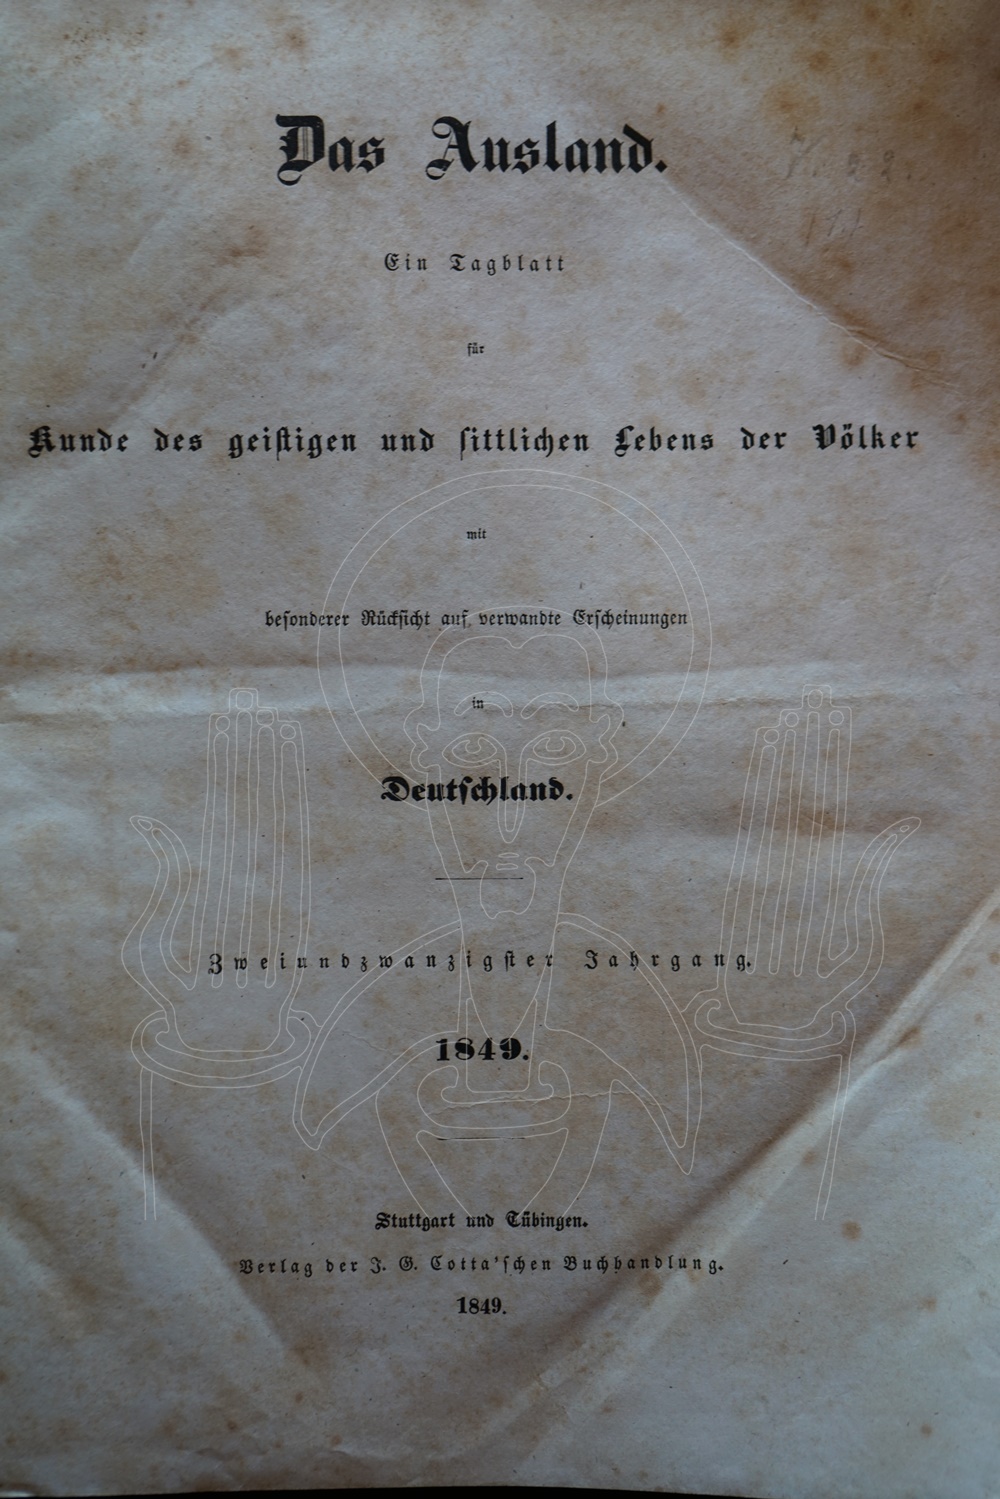 Das Ausland.
Ein Tagblatt
für
Kunde des geistigen und sittlichen Lebens der Völker
mit
besonderer Rücksicht auf verwandte Erscheinungen
in
Deutschland.
Zweiundzwanzigster Jahrgang.
1849.
Stuttgart und Tübingen.
Verlag der J. G. Cotta'schen Buchhandlung.
1849.